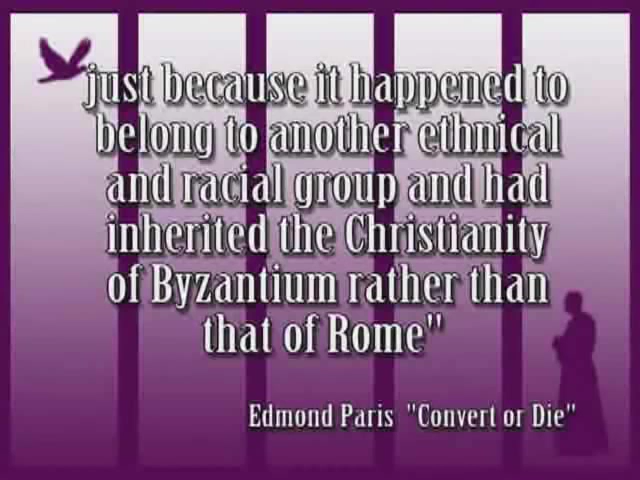 just because it happened to
belong to another ethnical
and racial group and had
inherited the Christianity
of Byzantium rather than
that of Rome"
Edmond Paris "Convert or Die"